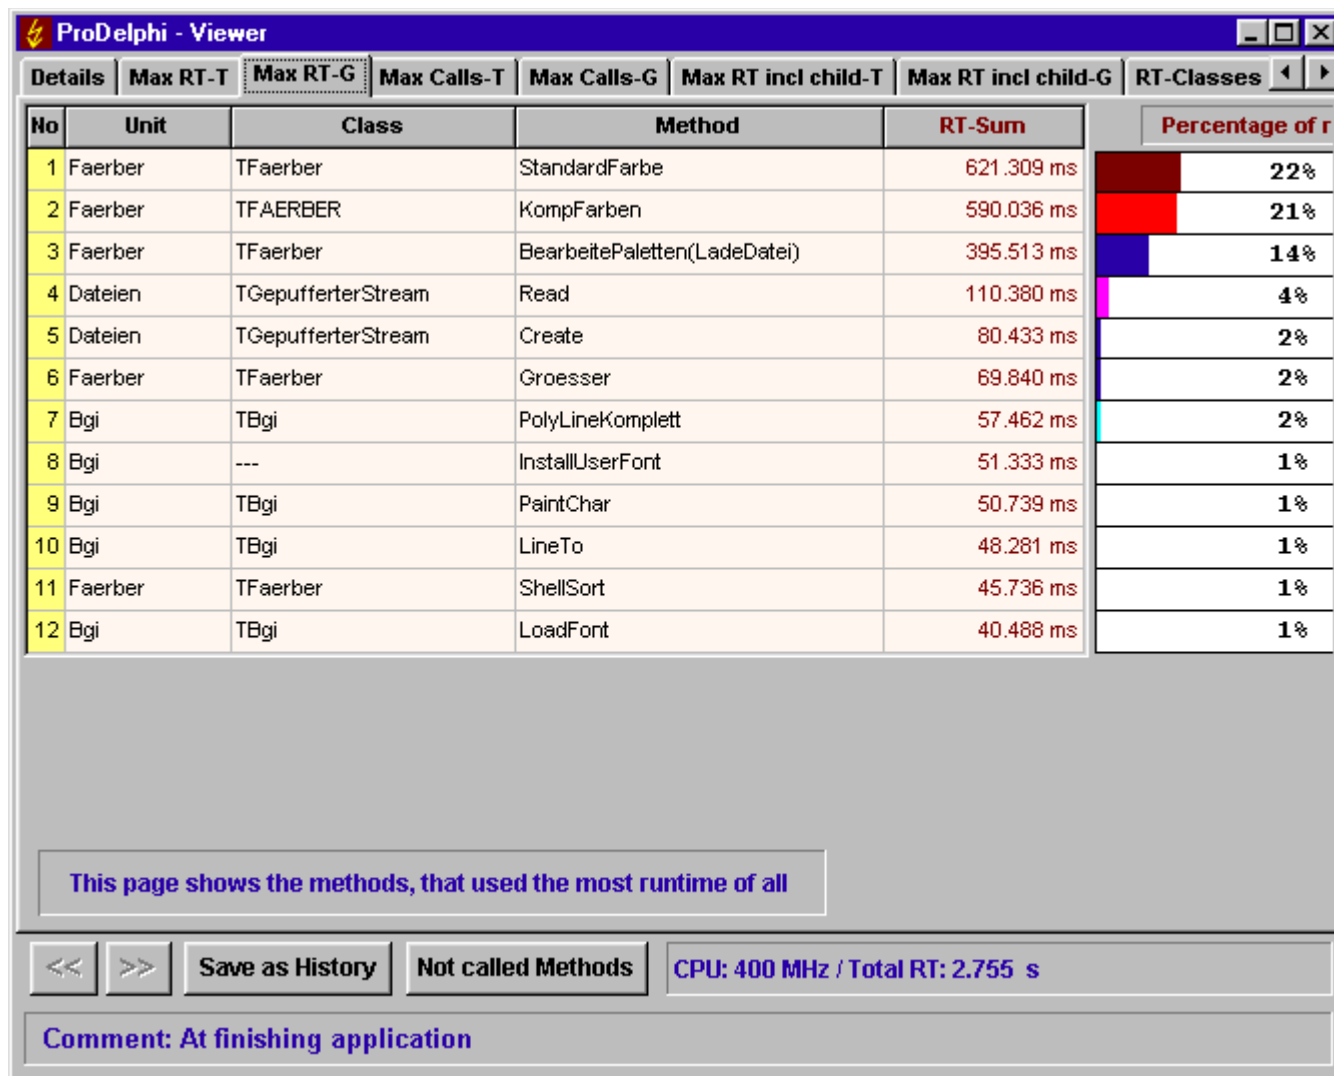 ProDelphi - Viewer
Details Max RT-T Max RT-G Max Calls-T Max Calls-G Max RT incl child-T Max RT incl child-G RT-Classes
No Unit Class Method RT-Sum Percentage of r
1 Faerber TFaerber StandardFarbe 621.309 ms 22%
2 Faerber TFAERBER KompFarben 590.036 ms 21%
3 Faerber TFaerber BearbeitePaletten(LadeDatei) 395.513 ms 14%
4 Dateien TGepufferterStream Read 110.380 ms 4%
5 Dateien TGepufferterStream Create 80.433 ms 2%
6 Faerber TFaerber Groesser 69.840 ms 2%
7 Bgi TBgi PolyLineKomplett 57.462 ms 2%
8 Bgi --- InstallUserFont 51.333 ms 1%
9 Bgi TBgi PaintChar 50.739 ms 1%
10 Bgi TBgi LineTo 48.281 ms 1%
11 Faerber TFaerber ShellSort 45.736 ms 1%
12 Bgi TBgi LoadFont 40.488 ms 1%
This page shows the methods, that used the most runtime of all
<< >> Save as History Not called Methods CPU: 400 MHz / Total RT: 2.755 s
Comment: At finishing application